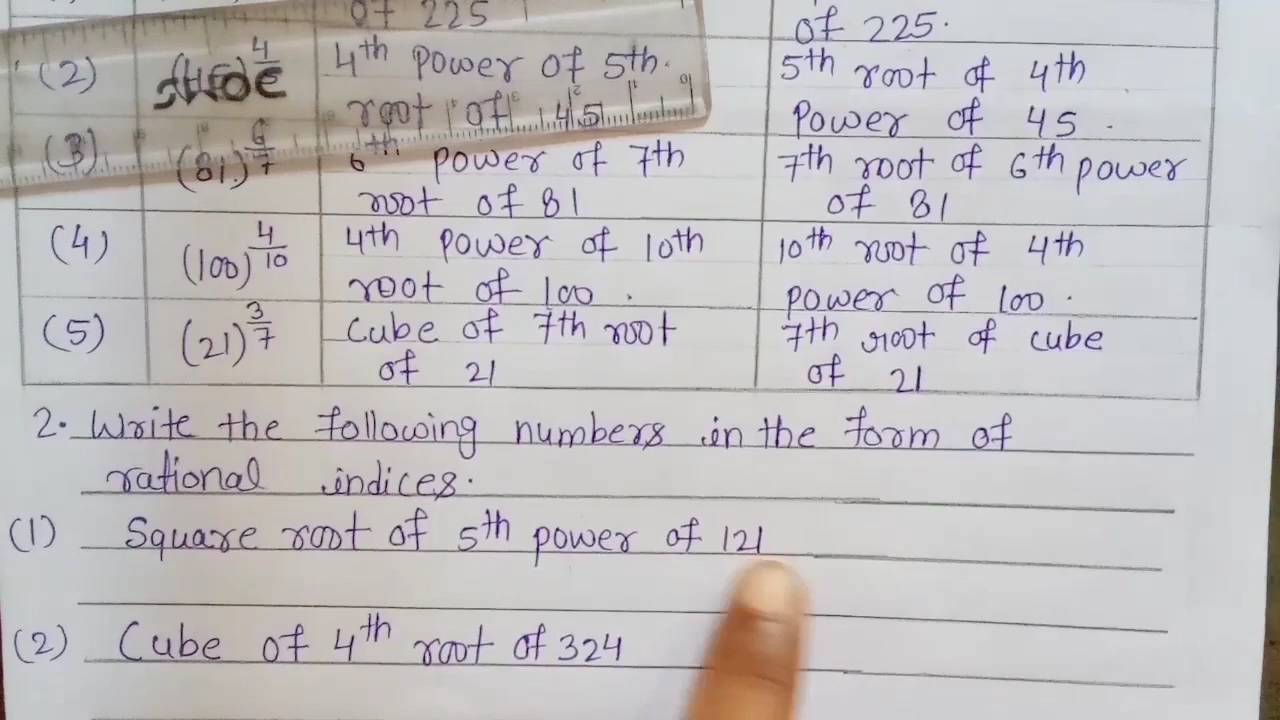 of 225
of 225.
(2) 4th power of 5th root of 45
5th root of 4th power of 45.
(3) (81)^6/7 6th power of 7th root of 81
7th root of 6th power of 81
(4) (100)^4/10 4th power of 10th root of 100.
10th root of 4th power of 100.
(5) (21)^3/7 Cube of 7th root of 21
7th root of cube of 21
2. Write the following numbers in the form of
rational indices.
(1) Square root of 5th power of 121
(2) Cube of 4th root of 324